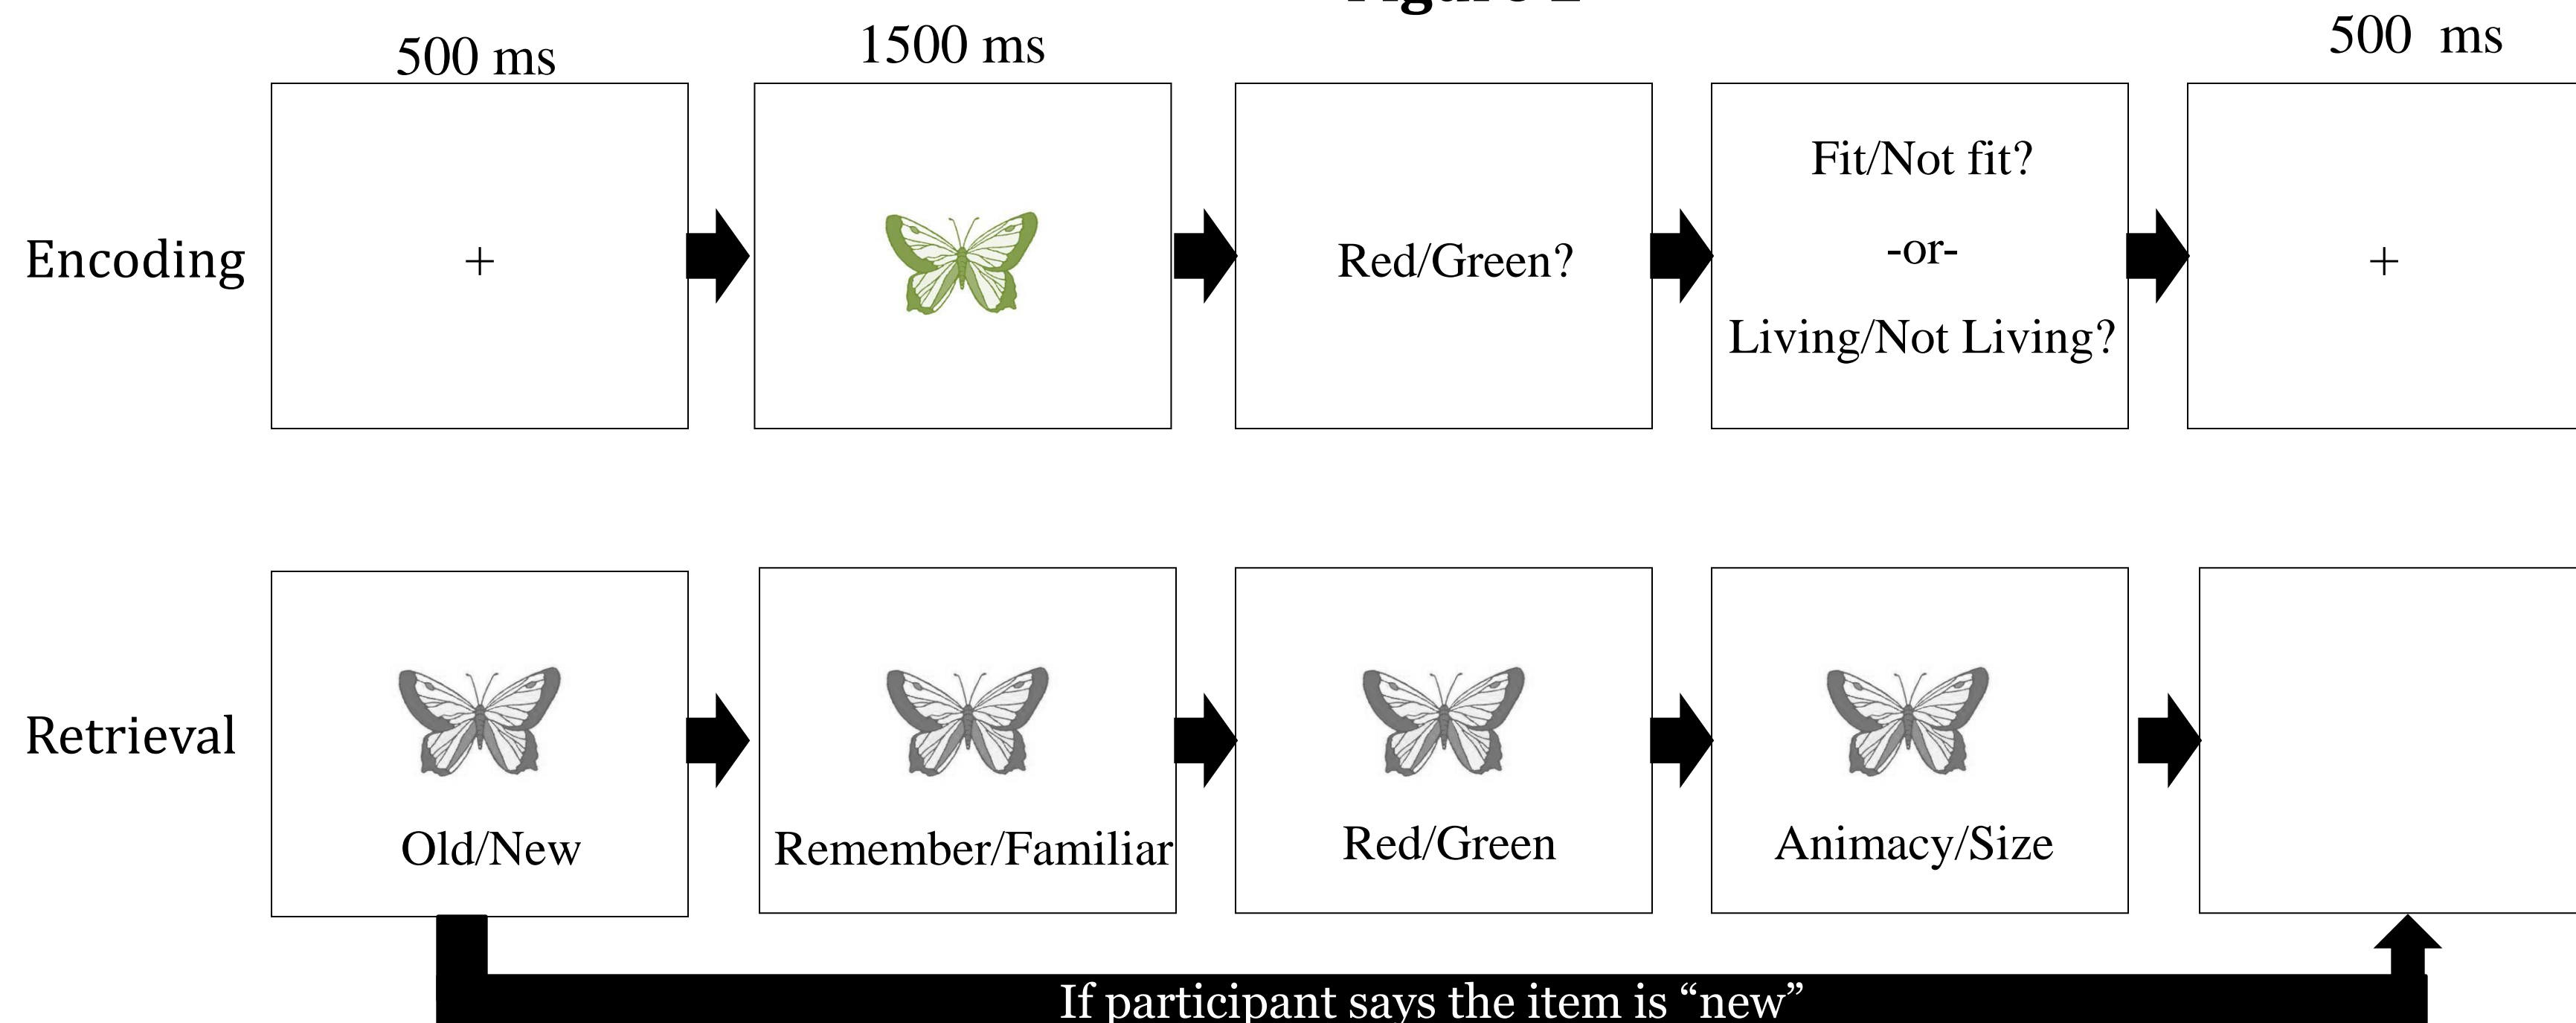 500 ms
1500 ms
500 ms
Encoding
+
Red/Green?
Fit/Not fit?
-or-
Living/Not Living?
+
Retrieval
Old/New
Remember/Familiar
Red/Green
Animacy/Size
If participant says the item is “new”